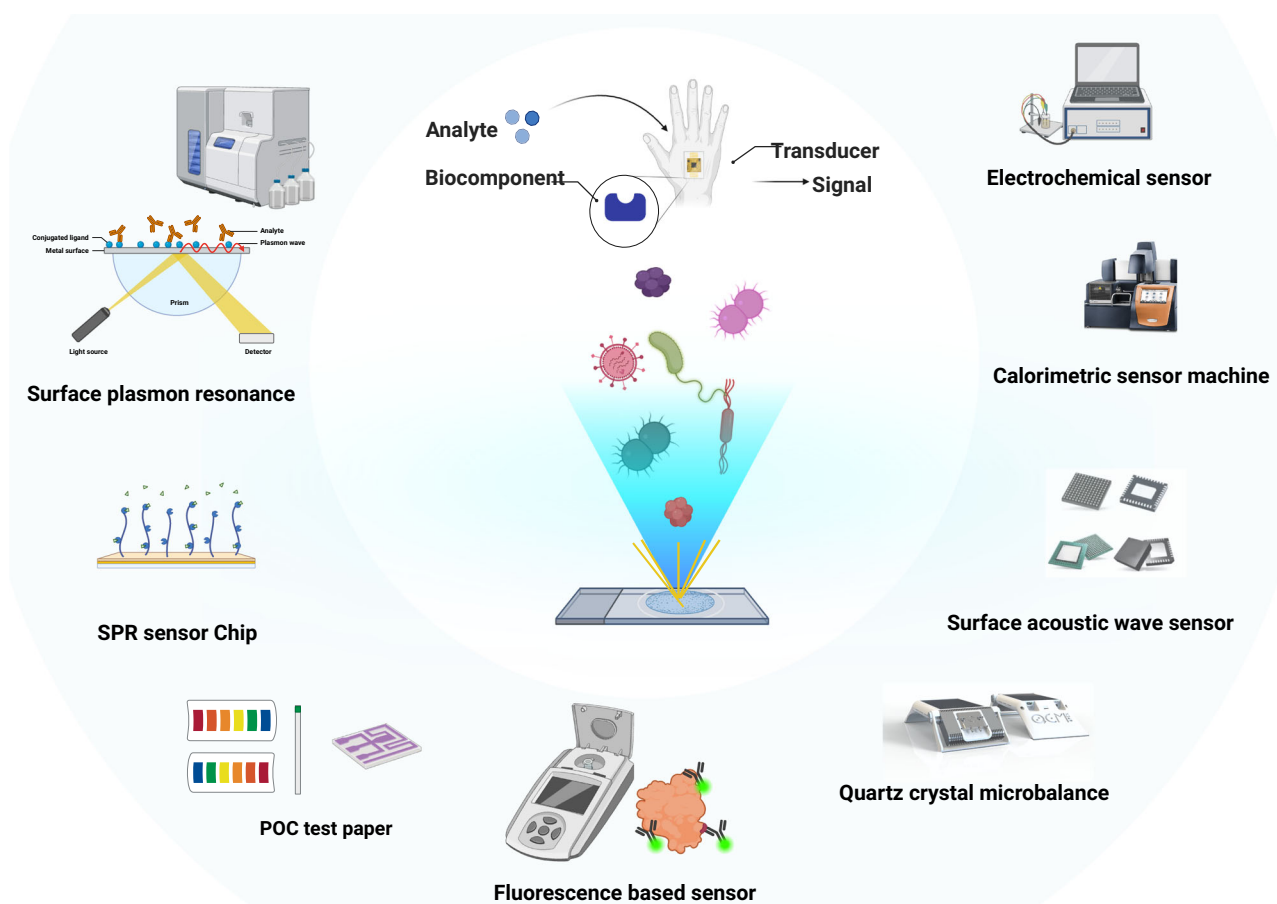 Analyte
Biocomponent
Transducer
Signal
Electrochemical sensor
Conjugated ligand
Metal surface
Analyte
Plasmon wave
Prism
Light source
Detector
Surface plasmon resonance
Calorimetric sensor machine
SPR sensor Chip
Surface acoustic wave sensor
QCM
Quartz crystal microbalance
POC test paper
Fluorescence based sensor